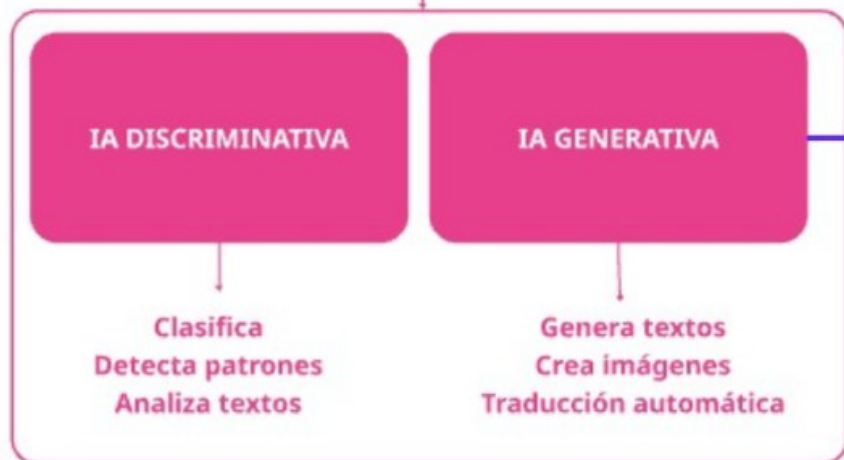 IA DISCRIMINATIVA
IA GENERATIVA
Clasifica
Detecta patrones
Analiza textos
Genera textos
Crea imágenes
Traducción automática